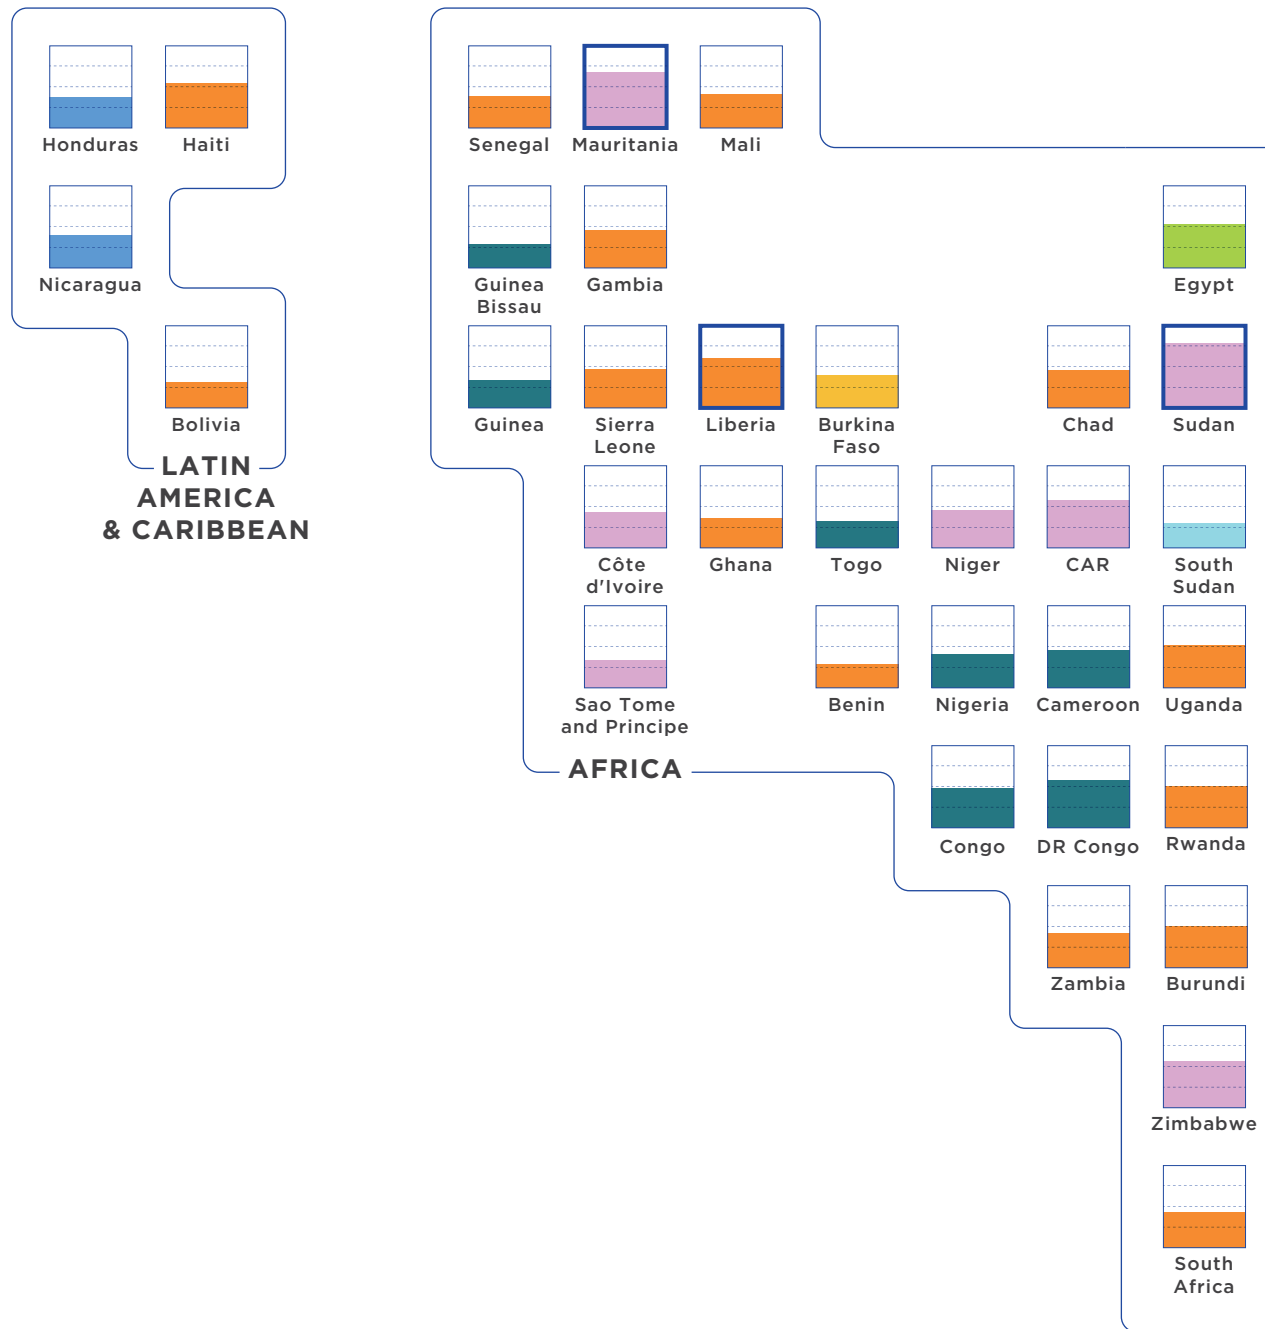 Honduras
Haiti
Nicaragua
Bolivia
LATIN
AMERICA
& CARIBBEAN
Senegal
Mauritania
Mali
Guinea
Bissau
Gambia
Egypt
Guinea
Sierra
Leone
Liberia
Burkina
Faso
Chad
Sudan
Côte
d'Ivoire
Ghana
Togo
Niger
CAR
South
Sudan
Sao Tome
and Principe
Benin
Nigeria
Cameroon
Uganda
AFRICA
Congo
DR Congo
Rwanda
Zambia
Burundi
Zimbabwe
South
Africa